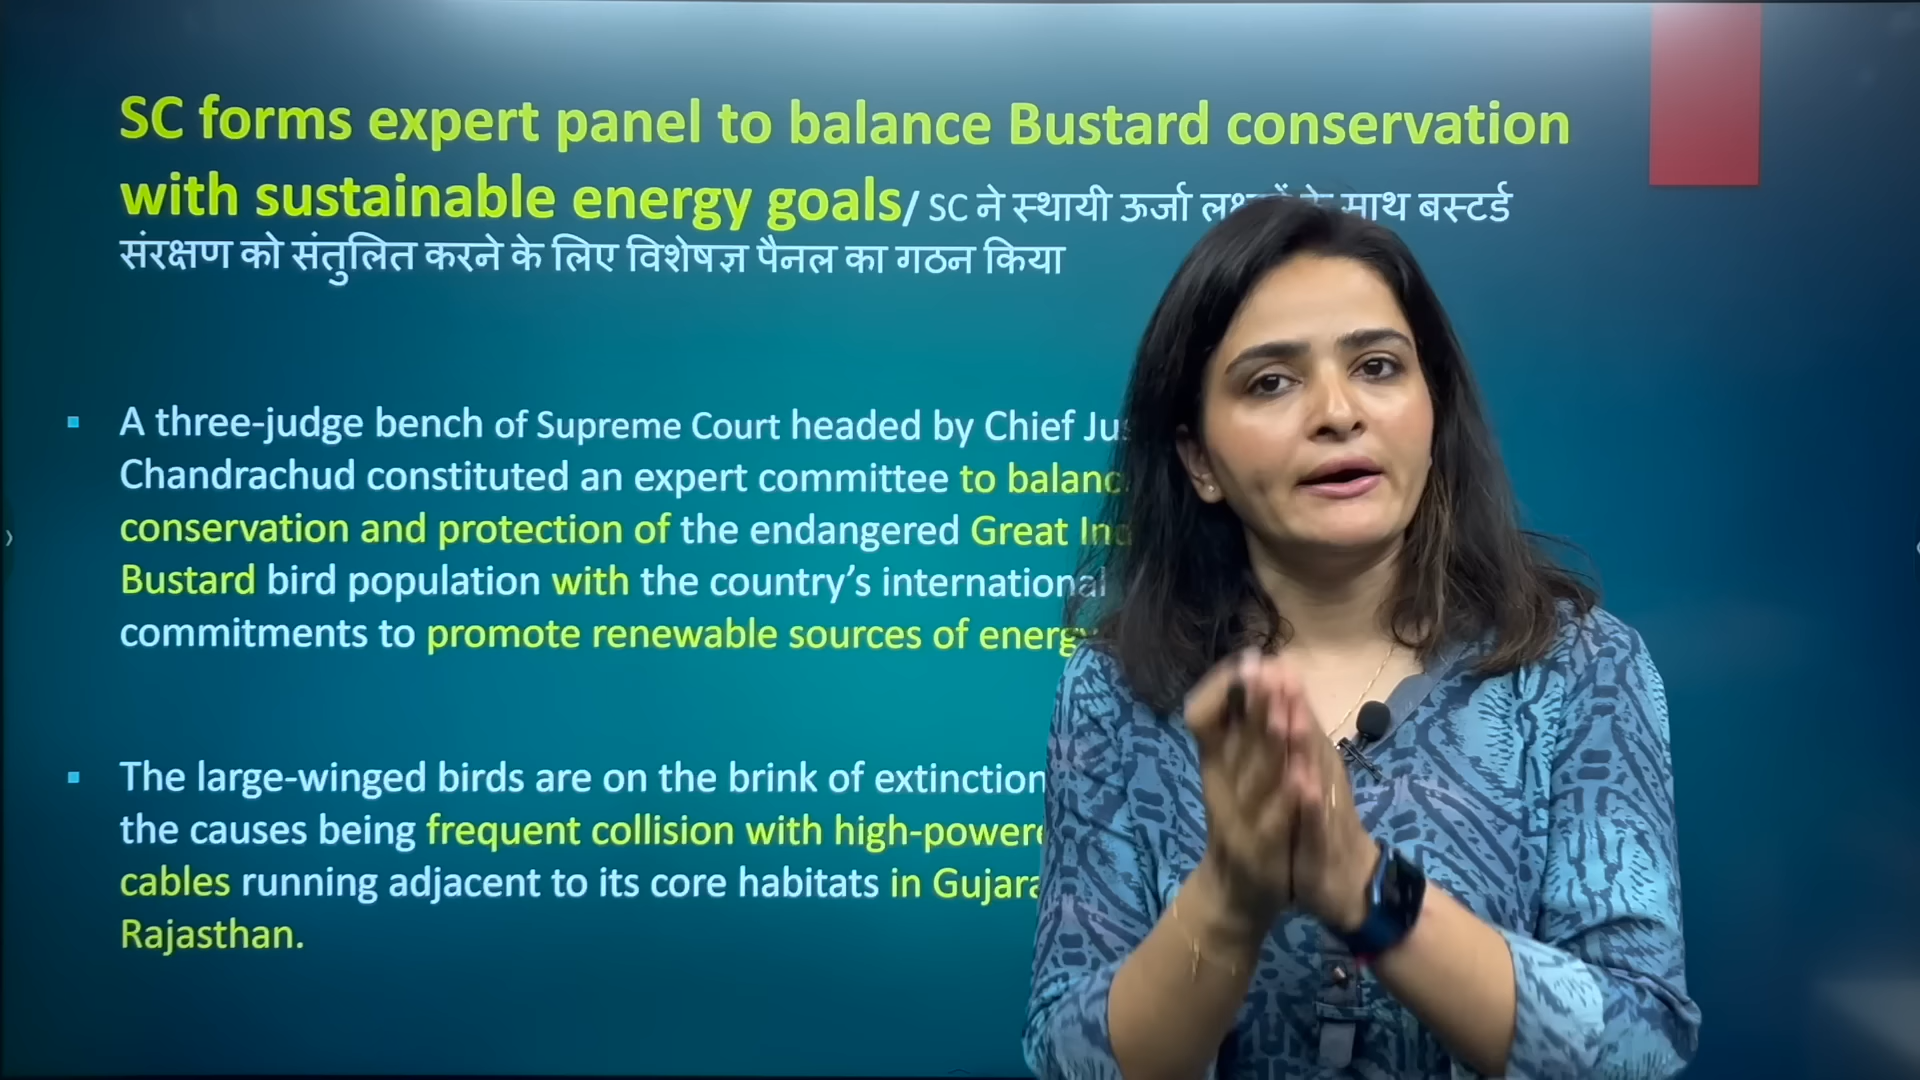 SC forms expert panel to balance Bustard conservation
with sustainable energy goals/ SC ने स्थायी ऊर्जा साथ बस्टर्ड
संरक्षण को संतुलित करने के लिए विशेषज्ञ पैनल का गठन किया
A three-judge bench of Supreme Court headed by Chief
Chandrachud constituted an expert committee to
conservation and protection of the endangered Great
Bustard bird population with the country’s international
commitments to promote renewable sources of energy
The large-winged birds are on the brink of extinction
the causes being frequent collision with
cables running adjacent to its core habitats in
Rajasthan.